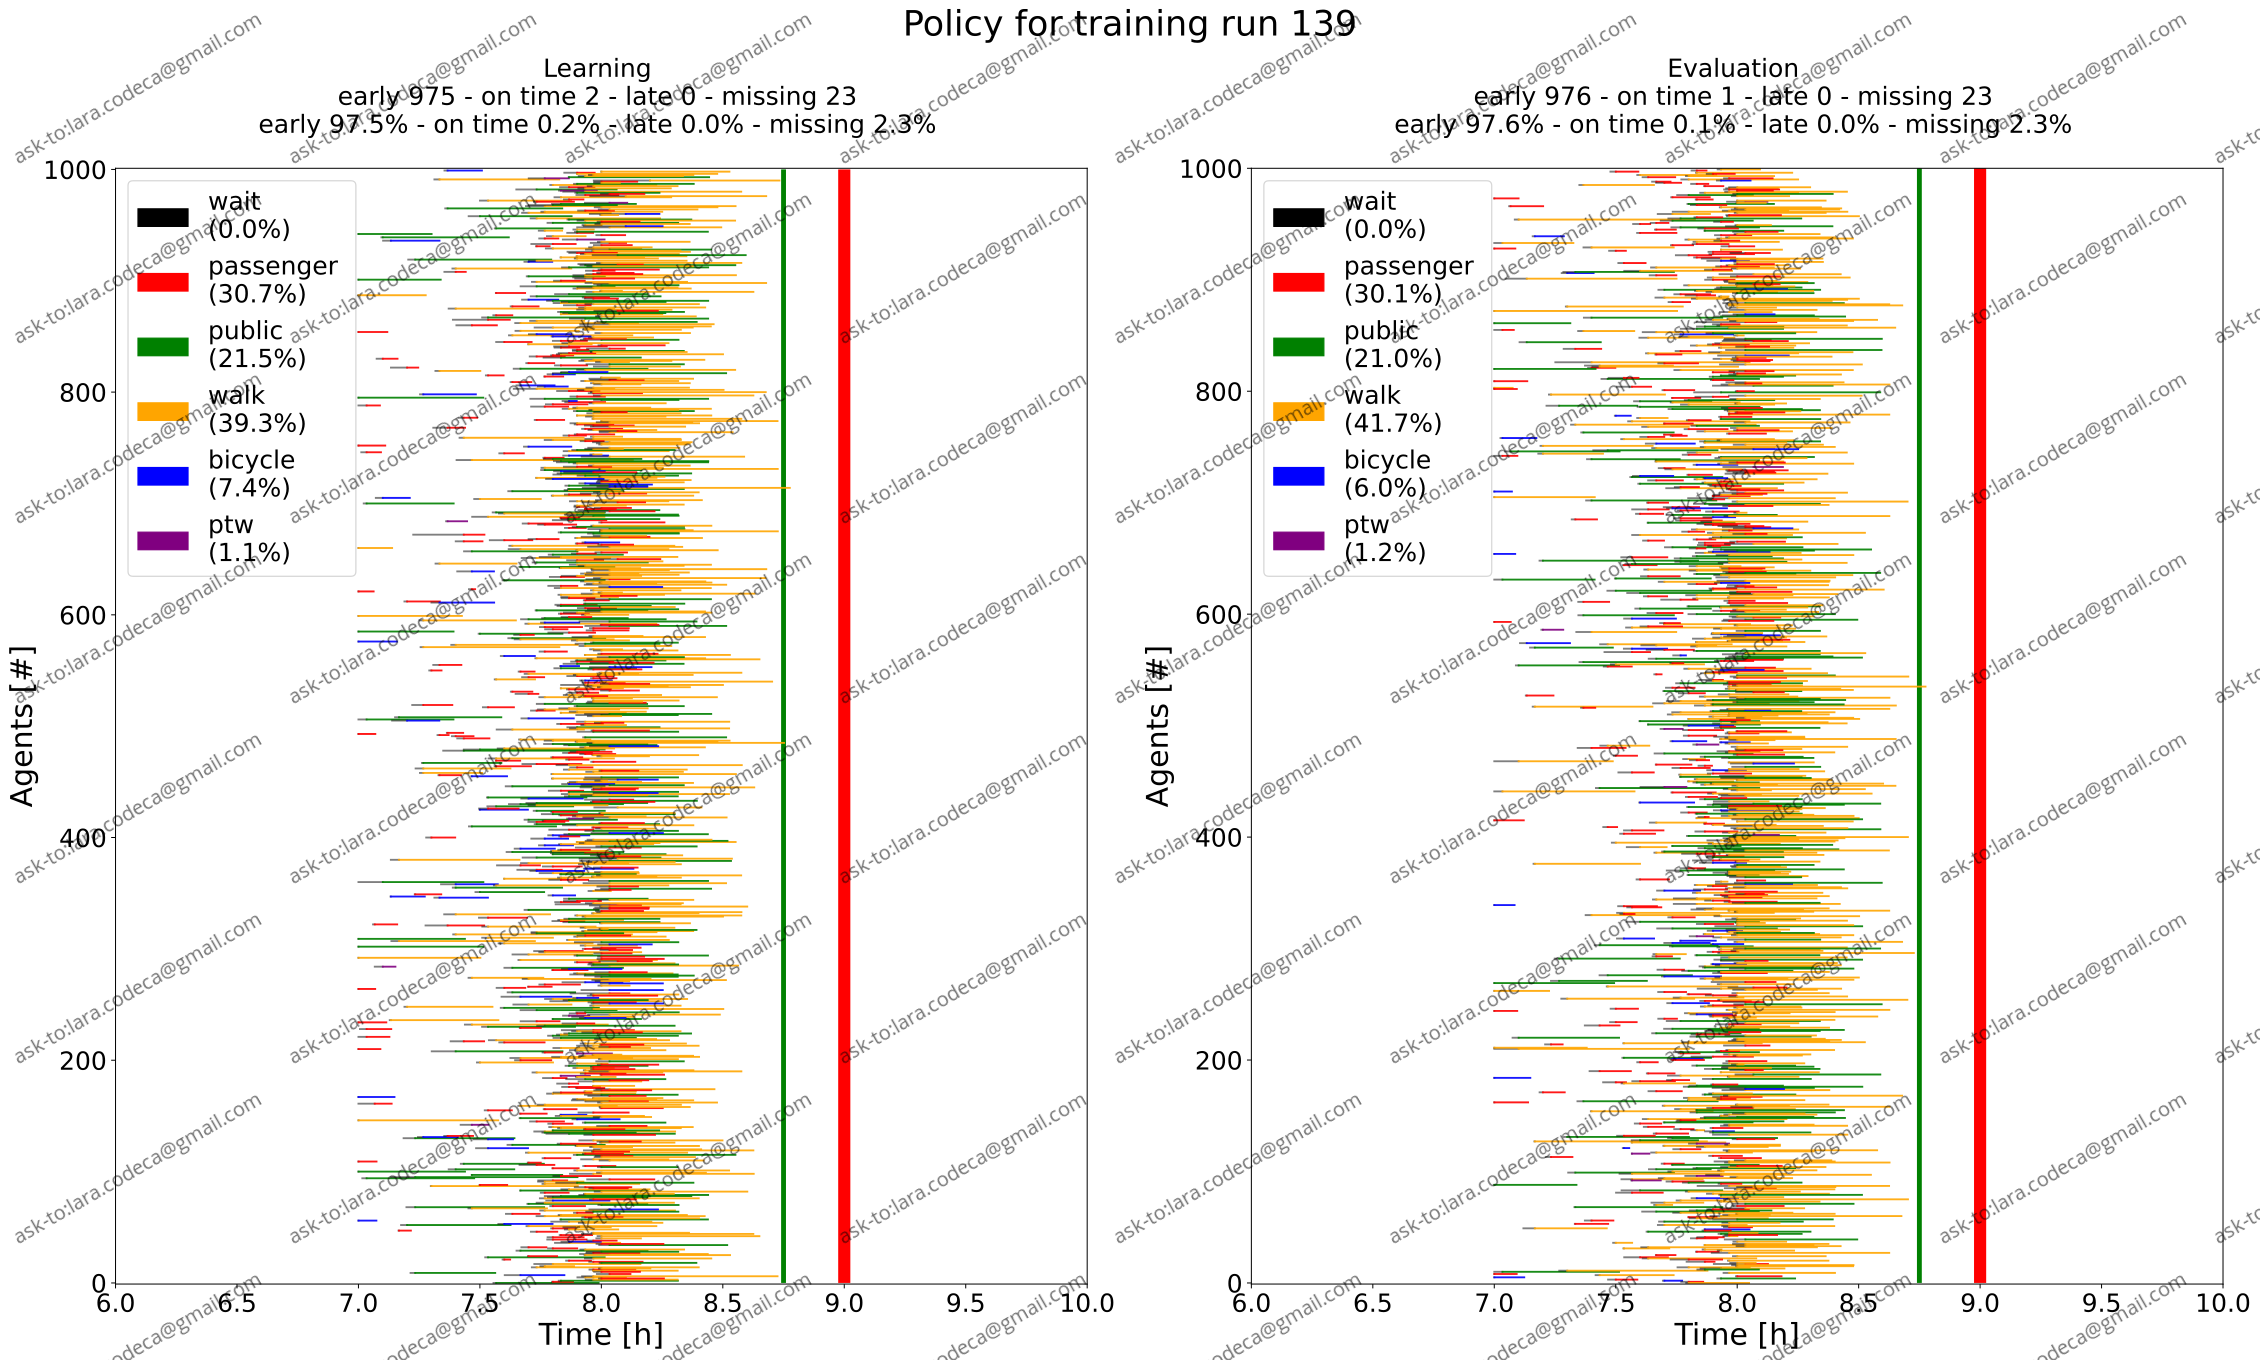 Policy for training run 139
Learning
early 975 - on time 2 - late 0 - missing 23
early 97.5% - on time 0.2% - late 0.0% - missing 2.3%
Agents [#]
1000
800
600
400
200
0
wait
(0.0%)
passenger
(30.7%)
public
(21.5%)
walk
(39.3%)
bicycle
(7.4%)
ptw
(1.1%)
6.0 6.5 7.0 7.5 8.0 8.5 9.0 9.5 10.0
Time [h]
Evaluation
early 976 - on time 1 - late 0 - missing 23
early 97.6% - on time 0.1% - late 0.0% - missing 2.3%
Agents [#]
1000
800
600
400
200
0
wait
(0.0%)
passenger
(30.1%)
public
(21.0%)
walk
(41.7%)
bicycle
(6.0%)
ptw
(1.2%)
6.0 6.5 7.0 7.5 8.0 8.5 9.0 9.5 10.0
Time [h]
ask-to:lara.codeca@gmail.com